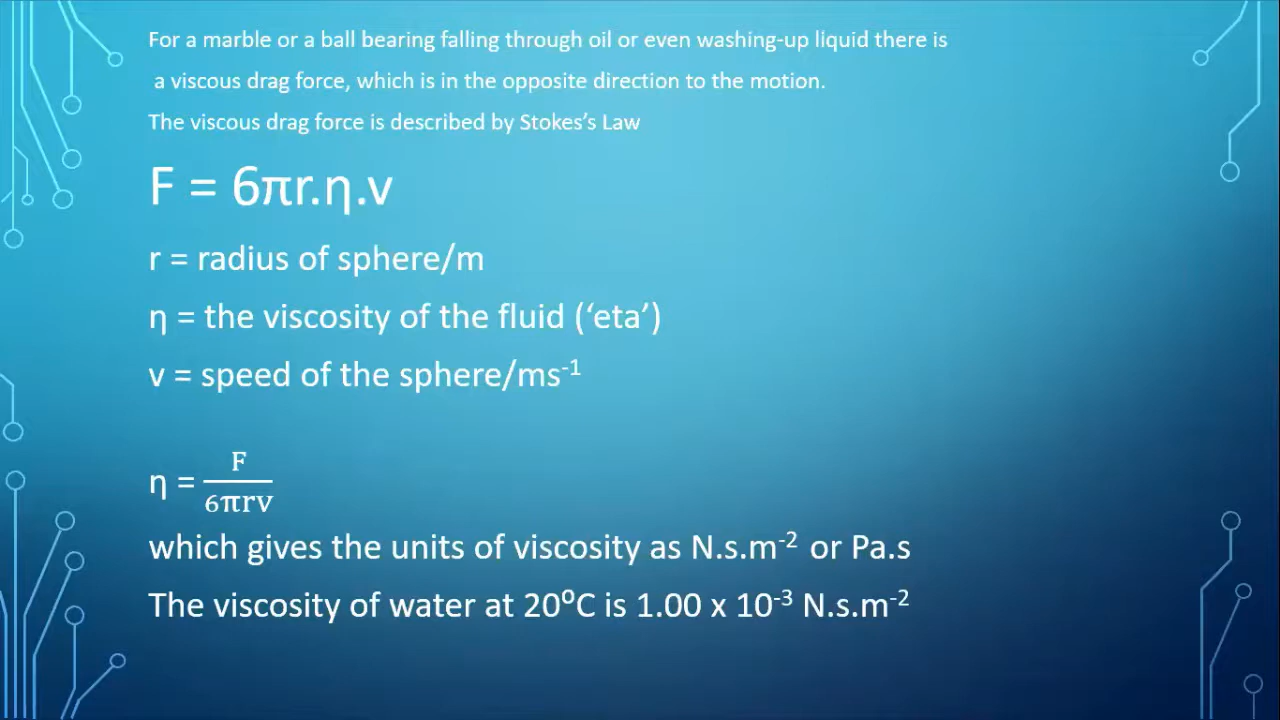 For a marble or a ball bearing falling through oil or even washing-up liquid there is
a viscous drag force, which is in the opposite direction to the motion.
The viscous drag force is described by Stokes’s Law
F = 6πr.η.v
r = radius of sphere/m
η = the viscosity of the fluid (‘eta’)
v = speed of the sphere/ms⁻¹
η = F/6πrv
which gives the units of viscosity as N.s.m⁻² or Pa.s
The viscosity of water at 20⁰C is 1.00 x 10⁻³ N.s.m⁻²